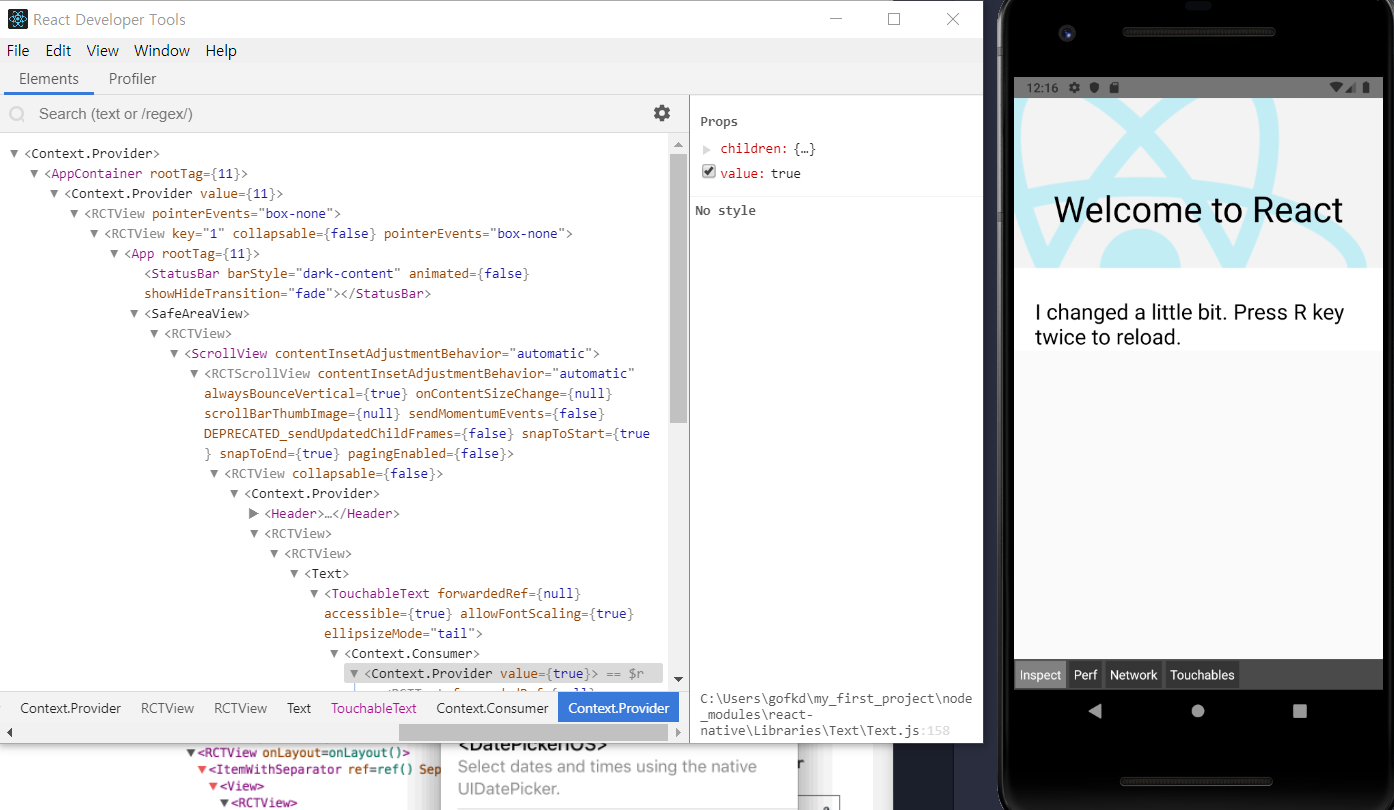 React Developer Tools
File Edit View Window Help
Elements Profiler
Search (text or /regex/)
<Context.Provider>
<AppContainer rootTag={11}>
<Context.Provider value={11}>
<RCTView pointerEvents="box-none">
<RCTView key="1" collapsable={false} pointerEvents="box-none">
<App rootTag={11}>
<StatusBar barStyle="dark-content" animated={false}
showHideTransition="fade"></StatusBar>
<SafeAreaView>
<RCTView>
<ScrollView contentInsetAdjustmentBehavior="automatic">
<RCTScrollView contentInsetAdjustmentBehavior="automatic"
alwaysBounceVertical={true} onContentSizeChange={null}
scrollBarThumbImage={null} sendMomentumEvents={false}
DEPRECATED_sendUpdatedChildFrames={false} snapToStart={true
} snapToEnd={true} pagingEnabled={false}>
<RCTView collapsable={false}>
<Context.Provider>
<Header>…</Header>
<RCTView>
<RCTView>
<Text>
<TouchableText forwardedRef={null}
accessible={true} allowFontScaling={true}
ellipsizeMode="tail">
<Context.Consumer>
<Context.Provider value={true}> == $r
<RCTText forwardedRef={null}
Context.Provider RCTView RCTView Text TouchableText Context.Consumer Context.Provider
Props
children: {…}
value: true
No style
C:\Users\gofkd\my_first_project\node
_modules\react-
native\Libraries\Text\Text.js:158
<RCTView onLayout=onLayout()>
<ItemWithSeparator ref=ref() Sep
<View>
<RCTView>
<DatePickerIOS>
Select dates and times using the native
UIDatePicker.
12:16
Welcome to React
I changed a little bit. Press R key
twice to reload.
Inspect Perf Network Touchables